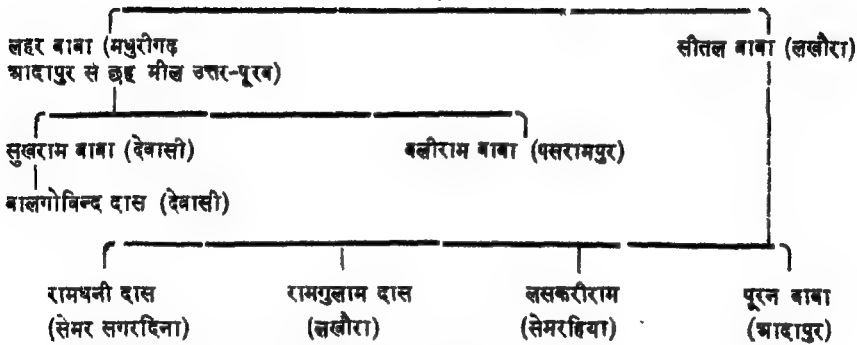 लहर बाबा (मधुरीगढ़ सीतल बाबा (लखौरा)
आदापुर से छह मील उत्तर-पूरब)
सुखराम बाबा (देवासी) बलीराम बाबा (परसरामपुर)
बालगोविन्द दास (देवासी)
रामधनी दास रामगुलाम दास लसकरीराम पूरन बाबा
(सेमर सगरदिना) (लखौरा) (सेमरहिया) (आदापुर)